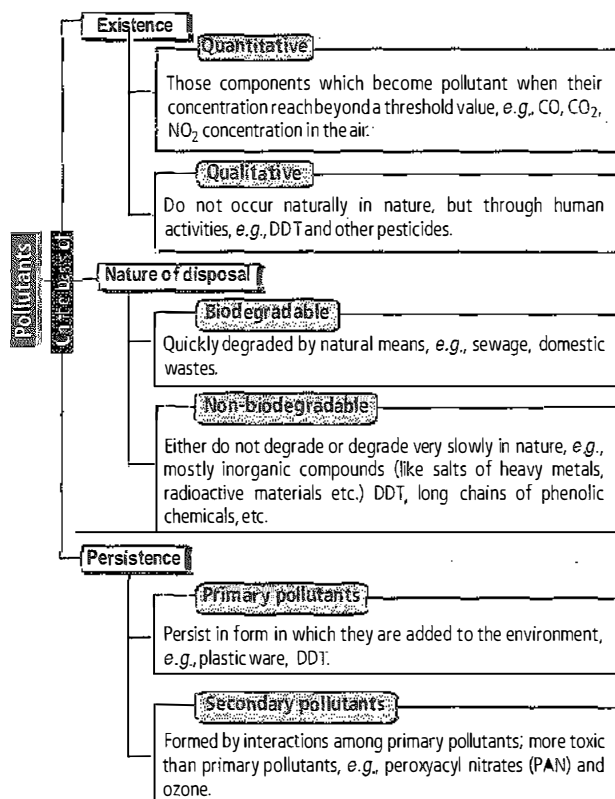 Existence
Quantitative
Those components which become pollutant when their
concentration reach beyond a threshold value, e.g., CO, CO₂,
NO₂ concentration in the air.
Qualitative
Do not occur naturally in nature, but through human
activities, e.g., DDT and other pesticides.
Pollutants
On the basis of
Nature of disposal
Biodegradable
Quickly degraded by natural means, e.g., sewage, domestic
wastes.
Non-biodegradable
Either do not degrade or degrade very slowly in nature, e.g.,
mostly inorganic compounds (like salts of heavy metals,
radioactive materials etc.) DDT, long chains of phenolic
chemicals, etc.
Persistence
Primary pollutants
Persist in form in which they are added to the environment,
e.g., plastic ware, DDT.
Secondary pollutants
Formed by interactions among primary pollutants; more toxic
than primary pollutants, e.g., peroxyacyl nitrates (PAN) and
ozone.